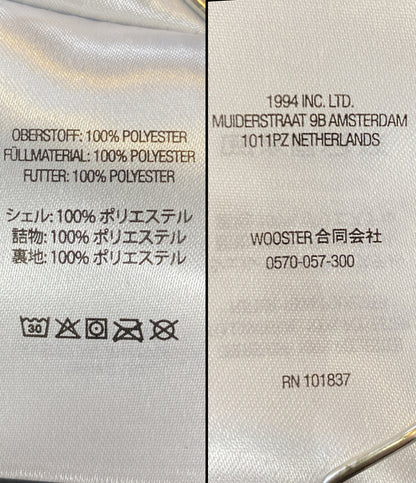 OBERSTOFF: 100% POLYESTER
FÜLLMATERIAL: 100% POLYESTER
FUTTER: 100% POLYESTER
シェル: 100% ポリエステル
詰物: 100% ポリエステル
裏地: 100% ポリエステル
30
1994 INC. LTD.
MUIDERSTRAAT 9B AMSTERDAM
1011PZ NETHERLANDS
WOOSTER 合同会社
0570-057-300
RN 101837